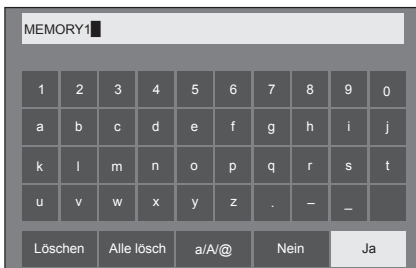 MEMORY1
1 2 3 4 5 6 7 8 9 0
a b c d e f g h i j
k l m n o p q r s t
u v w x y z . – _
Löschen Alle lösch a/A/@ Nein Ja